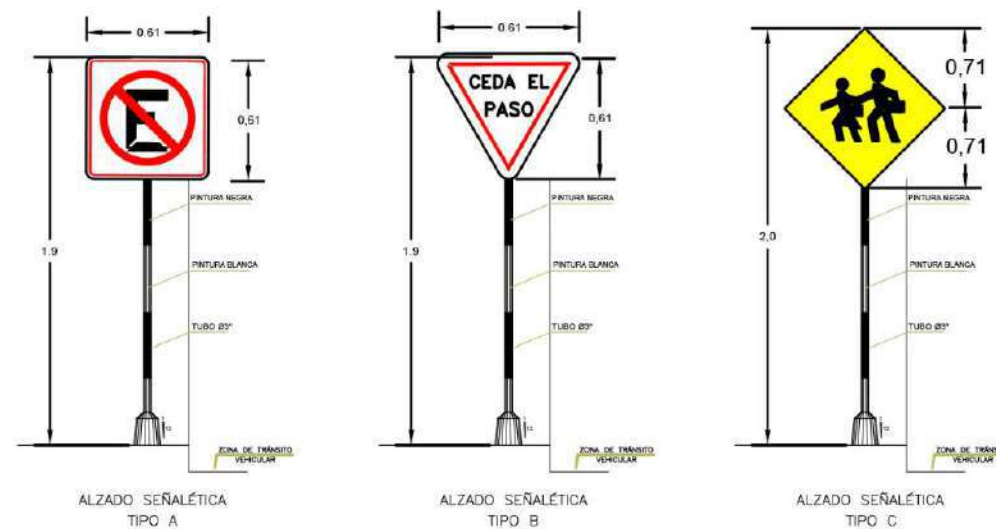 0.61
1.9
E
0,61
PINTURA NEGRA
PINTURA BLANCA
TUBO Ø3"
ZONA DE TRÁNSITO
VEHICULAR
ALZADO SEÑALÉTICA
TIPO A
0.61
1.9
CEDA EL
PASO
0,61
PINTURA NEGRA
PINTURA BLANCA
TUBO Ø3"
ZONA DE TRÁNSITO
VEHICULAR
ALZADO SEÑALÉTICA
TIPO B
2,0
0,71
0,71
PINTURA NEGRA
PINTURA BLANCA
TUBO Ø3"
ZONA DE TRÁNSIT
VEHICULAR
ALZADO SEÑALÉTICA
TIPO C